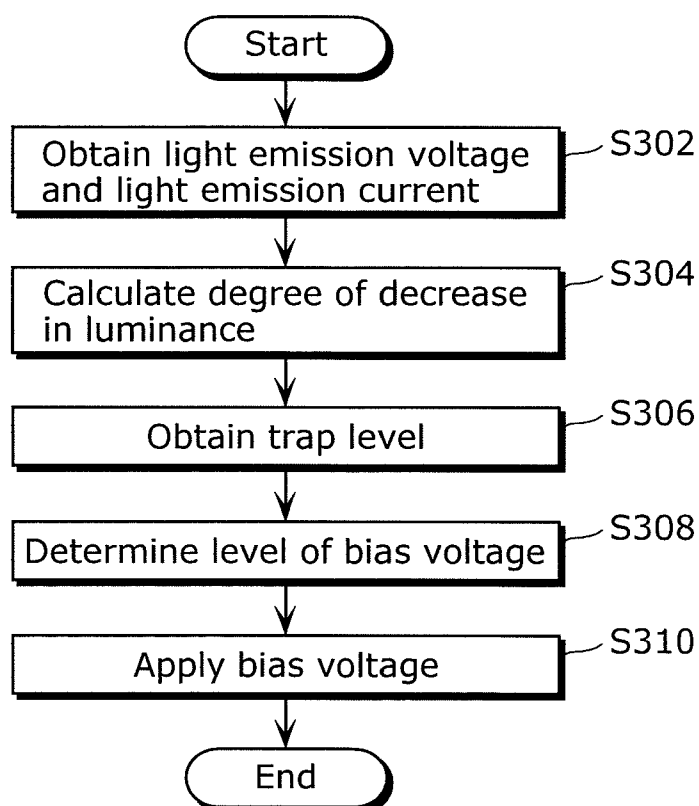 Start
Obtain light emission voltage
and light emission current
S302
Calculate degree of decrease
in luminance
S304
Obtain trap level
S306
Determine level of bias voltage
S308
Apply bias voltage
S310
End